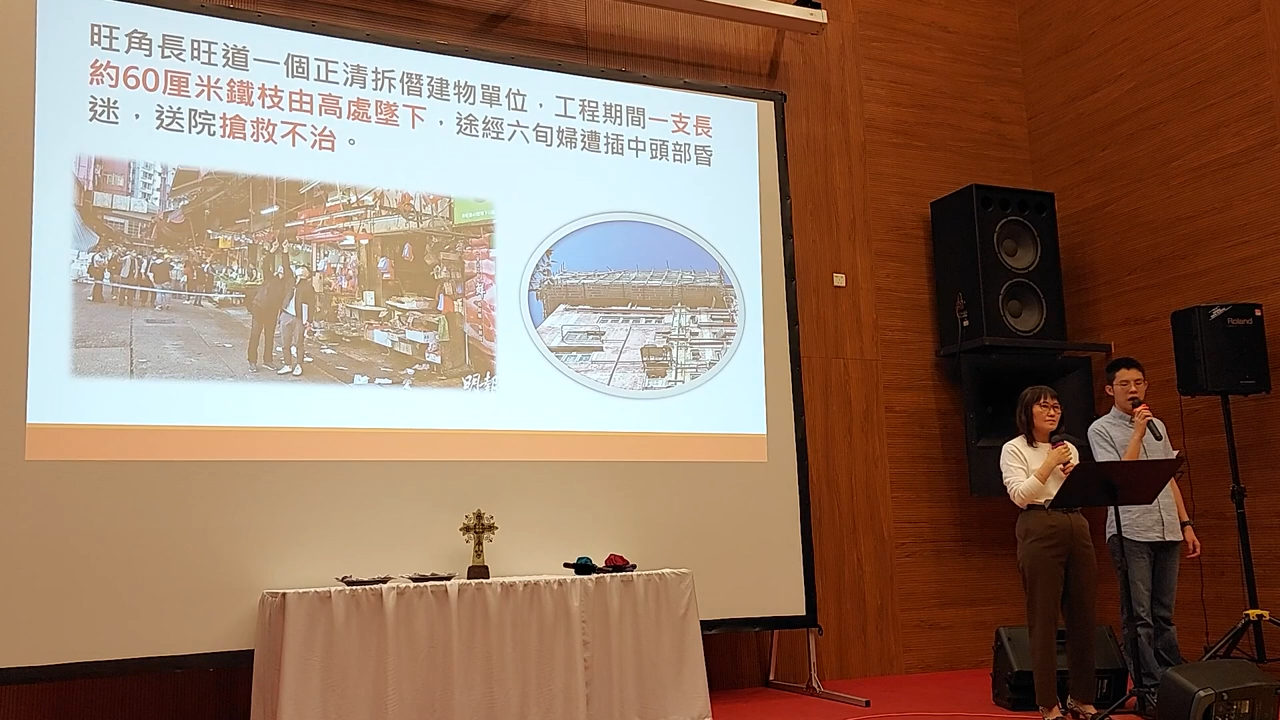 旺角長旺道一個正清拆僭建物單位，工程期間一支長
約60厘米鐵枝由高處墜下，途經六旬婦遭插中頭部昏
迷，送院搶救不治。
明報
Roland